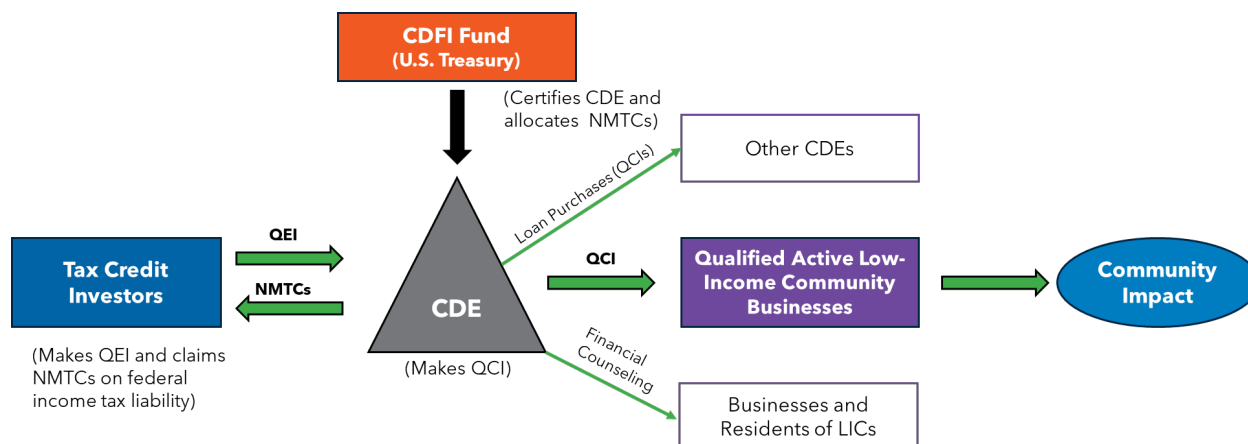 CDFI Fund
(U.S. Treasury)
(Certifies CDE and
allocates NMTCs)
Loan Purchases (QCIs)
Other CDEs
Tax Credit
Investors
QEI
NMTCs
(Makes QEI and claims
NMTCs on federal
income tax liability)
CDE
(Makes QCI)
QCI
Qualified Active Low-
Income Community
Businesses
Community
Impact
Financial
Counseling
Businesses and
Residents of LICs